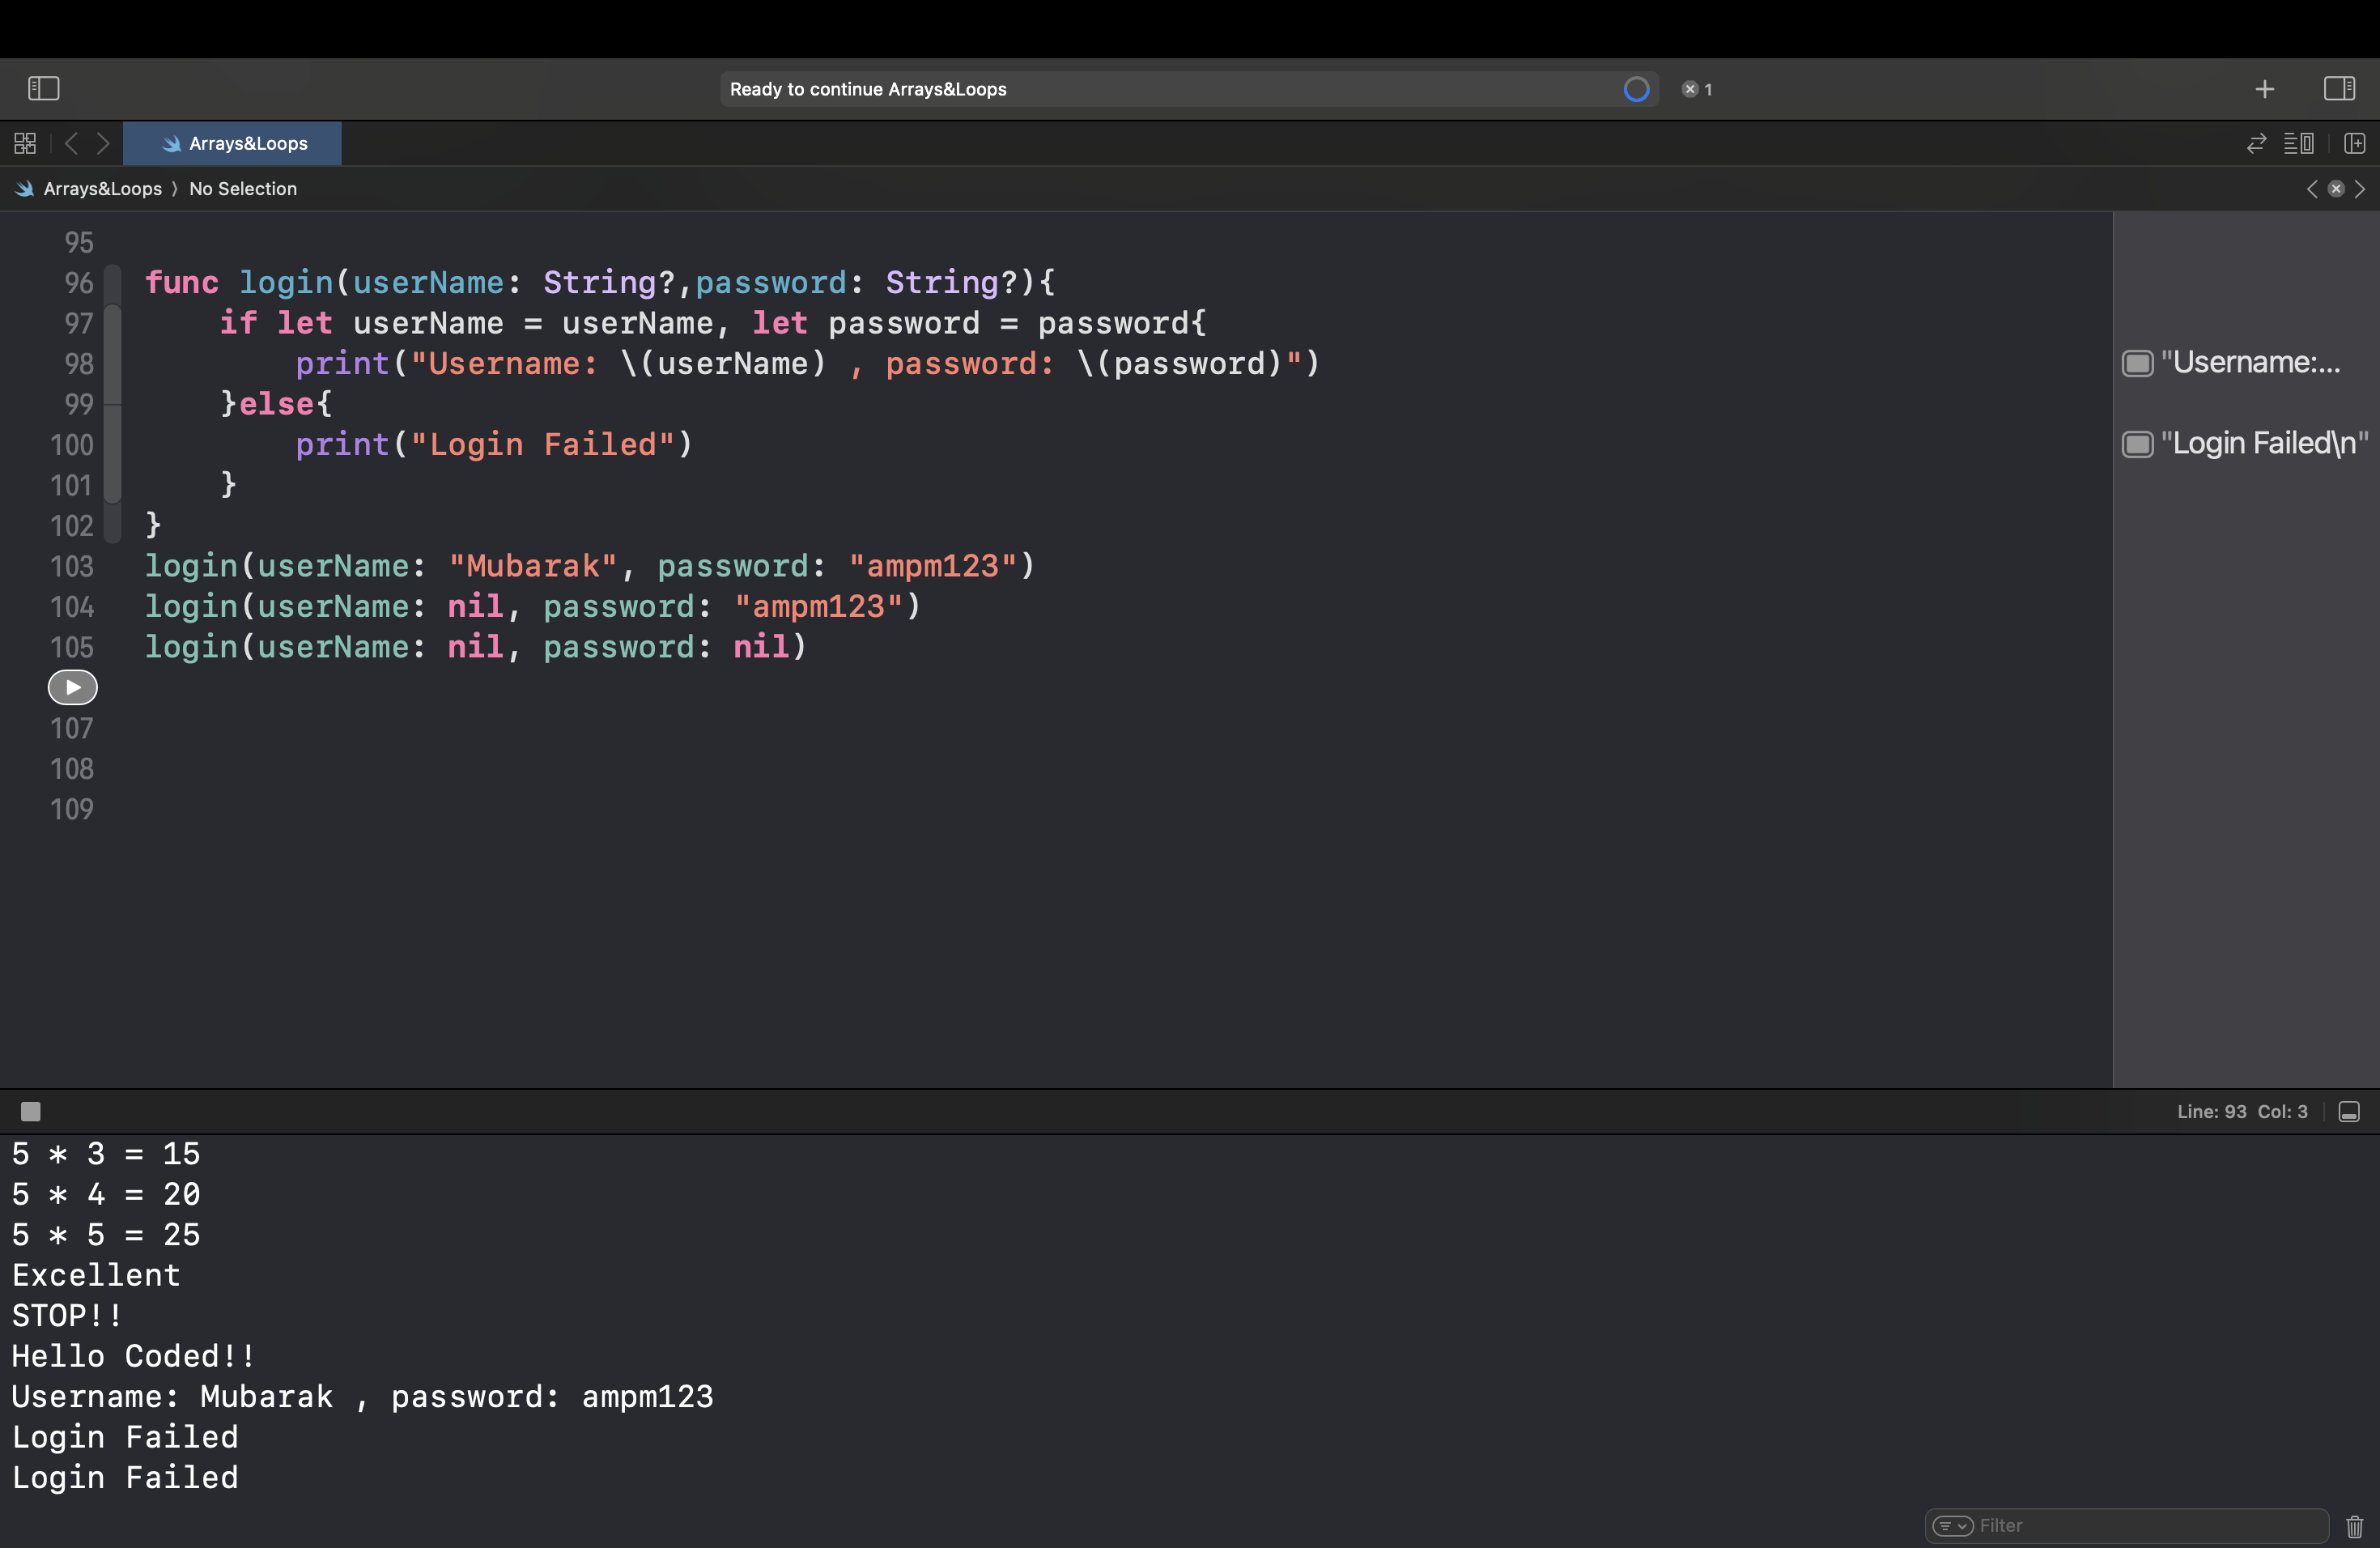 Ready to continue Arrays&Loops
1
Arrays&Loops
Arrays&Loops 〉 No Selection
95
96 func login(userName: String?,password: String?){
97 if let userName = userName, let password = password{
98 print("Username: \(userName) , password: \(password)")
"Username:...
99 }else{
100 print("Login Failed")
"Login Failed\n"
101 }
102 }
103 login(userName: "Mubarak", password: "ampm123")
104 login(userName: nil, password: "ampm123")
105 login(userName: nil, password: nil)
107
108
109
Line: 93 Col: 3
5 * 3 = 15
5 * 4 = 20
5 * 5 = 25
Excellent
STOP!!
Hello Coded!!
Username: Mubarak , password: ampm123
Login Failed
Login Failed
Filter